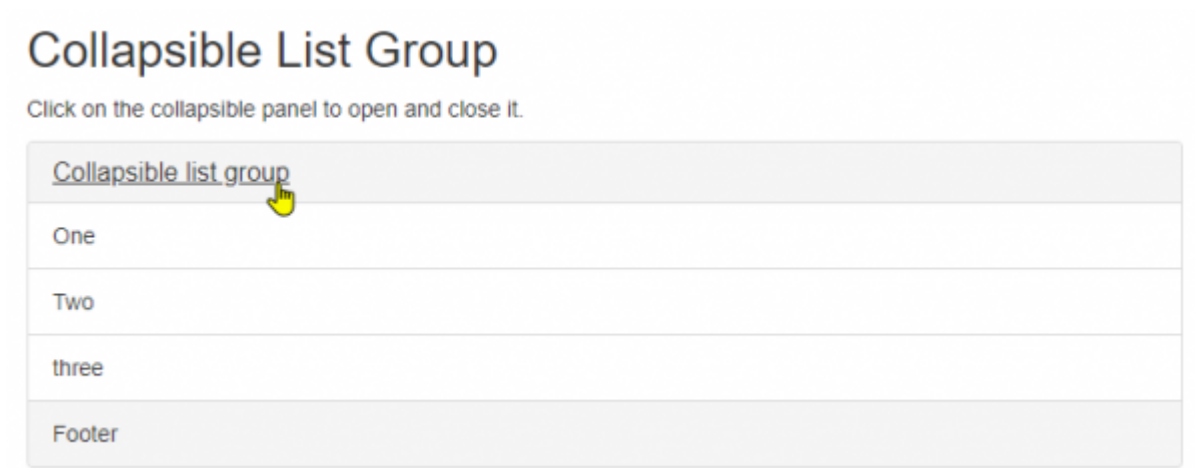 Collapsible List Group
Click on the collapsible panel to open and close it.
Collapsible list group
One
Two
three
Footer